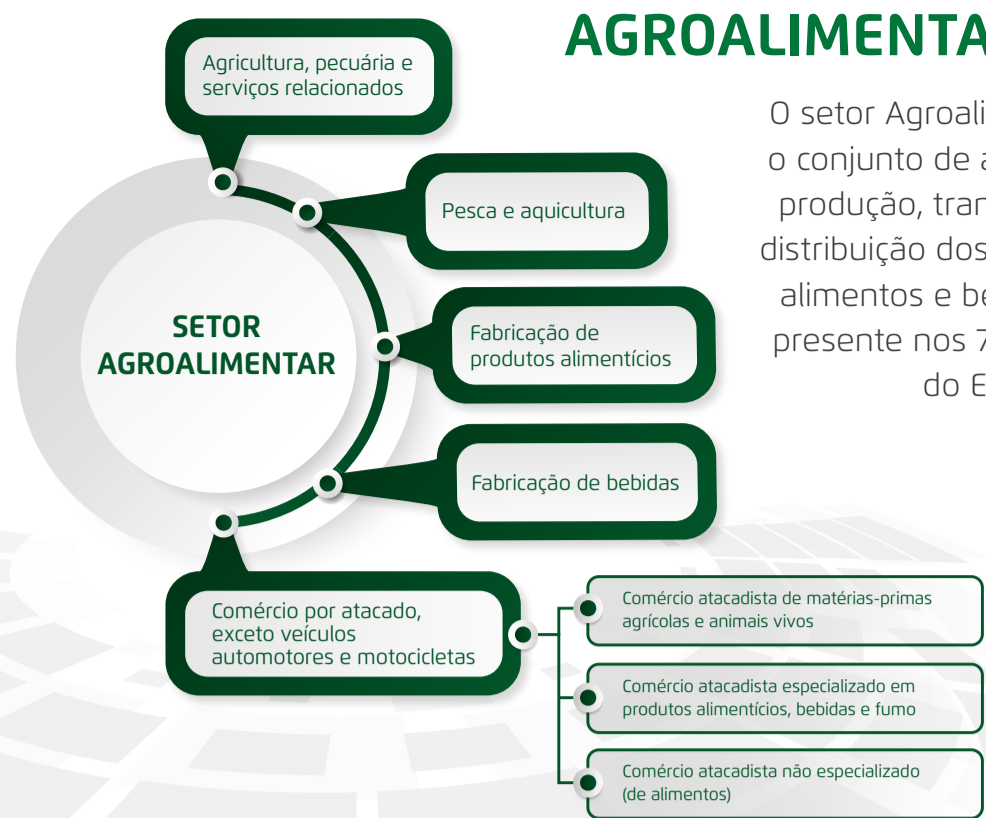 AGROALIMENTA
O setor Agroali
o conjunto de a
produção, tran
distribuição dos
alimentos e be
presente nos 7
do E
Agricultura, pecuária e
serviços relacionados
Pesca e aquicultura
SETOR
AGROALIMENTAR
Fabricação de
produtos alimentícios
Fabricação de bebidas
Comércio por atacado,
exceto veículos
automotores e motocicletas
Comércio atacadista de matérias-primas
agrícolas e animais vivos
Comércio atacadista especializado em
produtos alimentícios, bebidas e fumo
Comércio atacadista não especializado
(de alimentos)